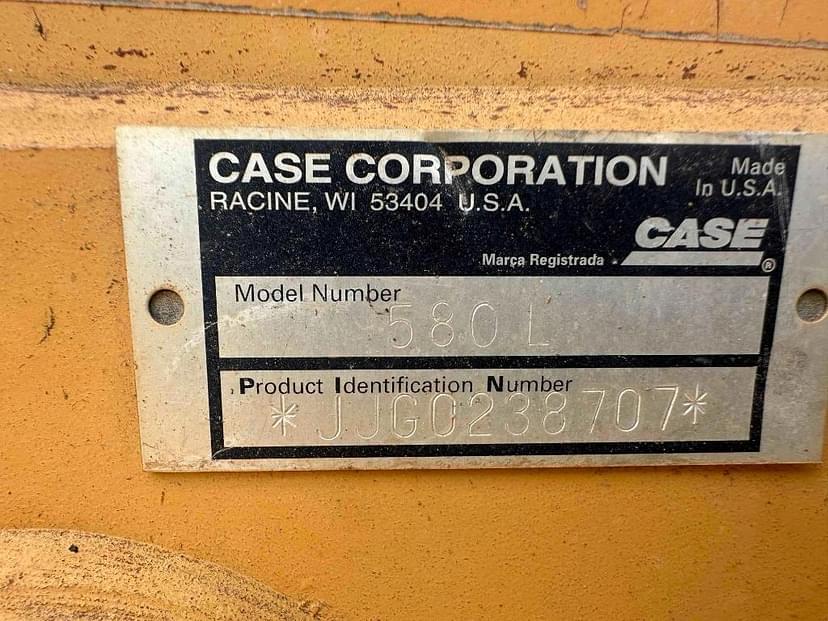 CASE CORPORATION
Made
In U.S.A.
RACINE, WI 53404 U.S.A.
CASE
Marca Registrada
®
Model Number
580 L
Product Identification Number
*JJG0238707*